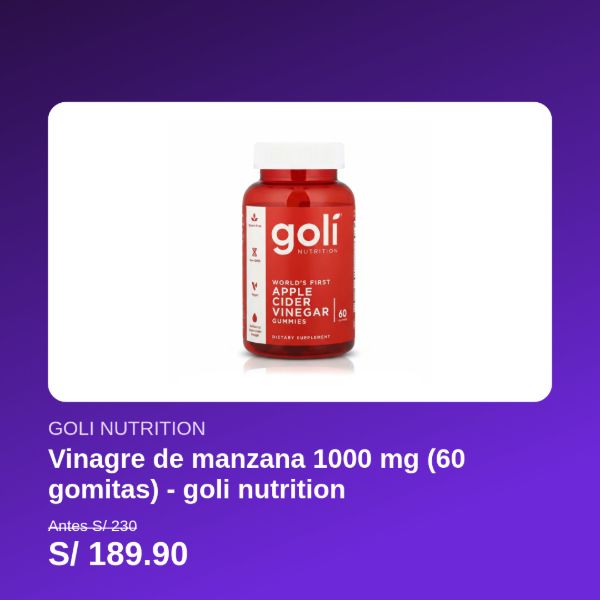 goli
NUTRITION
WORLD'S FIRST
APPLE
CIDER
VINEGAR
GUMMIES
60
DIETARY SUPPLEMENT
GOLI NUTRITION
Vinagre de manzana 1000 mg (60
gomitas) - goli nutrition
Antes S/ 230
S/ 189.90